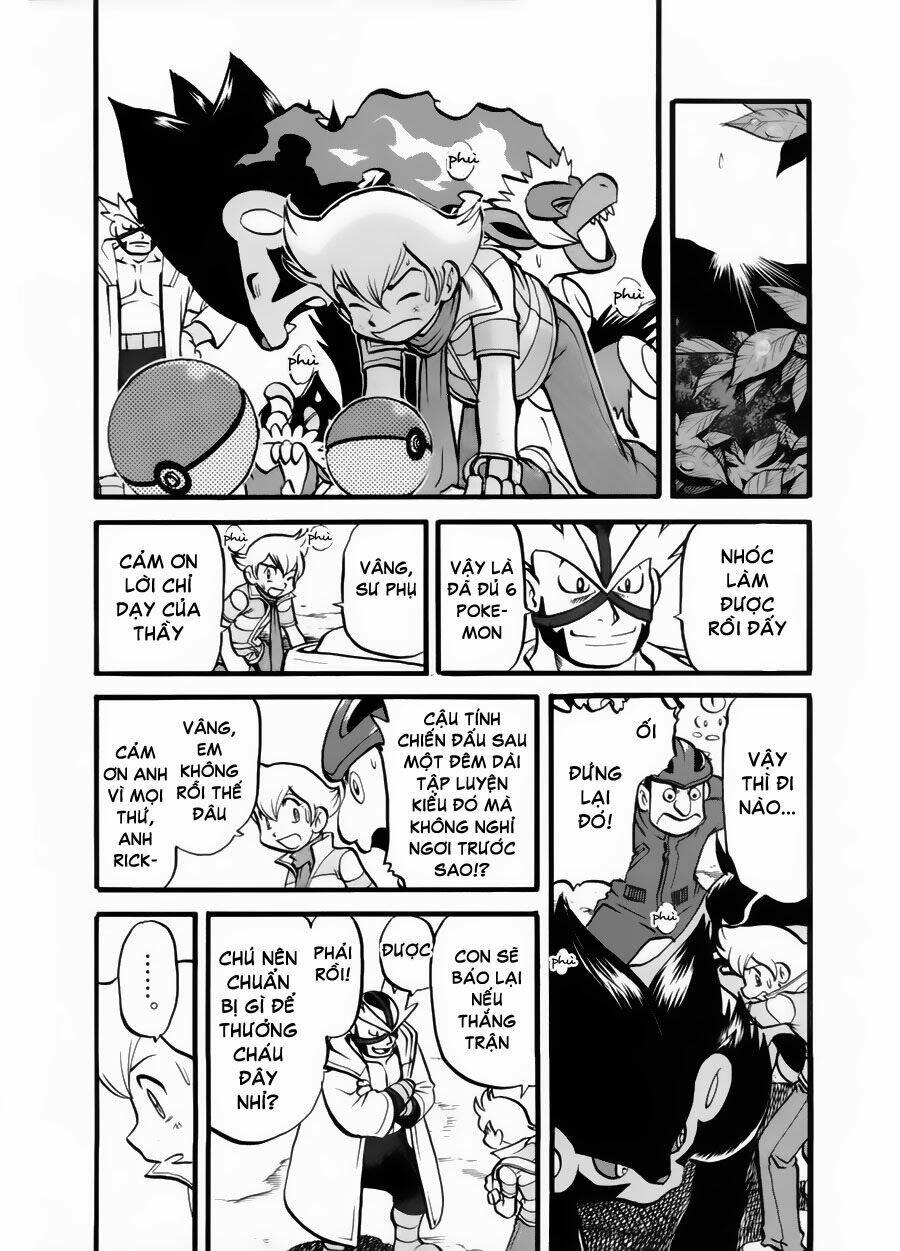 phù
phù
phù
NHÓC
LÀM
ĐƯỢC
RỒI ĐẤY
VẬY LÀ
ĐÃ ĐỦ 6
POKE-
MON
VÂNG,
SƯ PHỤ
phù
phù
CẢM ƠN
LỜI CHỈ
DẠY CỦA
THẦY
VẬY
THÌ ĐI
NÀO...
ỐI
ĐỨNG
LẠI
ĐÓ!
phù
phù
CẬU TÍNH
CHIẾN ĐẤU SAU
MỘT ĐÊM DÀI
TẬP LUYỆN
KIỂU ĐÓ MÀ
KHÔNG NGHỈ
NGƠI TRƯỚC
SAO!?
VÂNG,
EM
KHÔNG
RỒI THẾ
ĐÂU
CẢM
ƠN ANH
VÌ MỌI
THỨ,
ANH
RICK-
CON SẼ
BÁO LẠI
NẾU
THẮNG
TRẬN
ĐƯỢC
PHẢI
RỒI!
CHÚ NÊN
CHUẨN
BỊ GÌ ĐỂ
THƯỞNG
CHÁU
ĐÂY
NHỈ?
......。